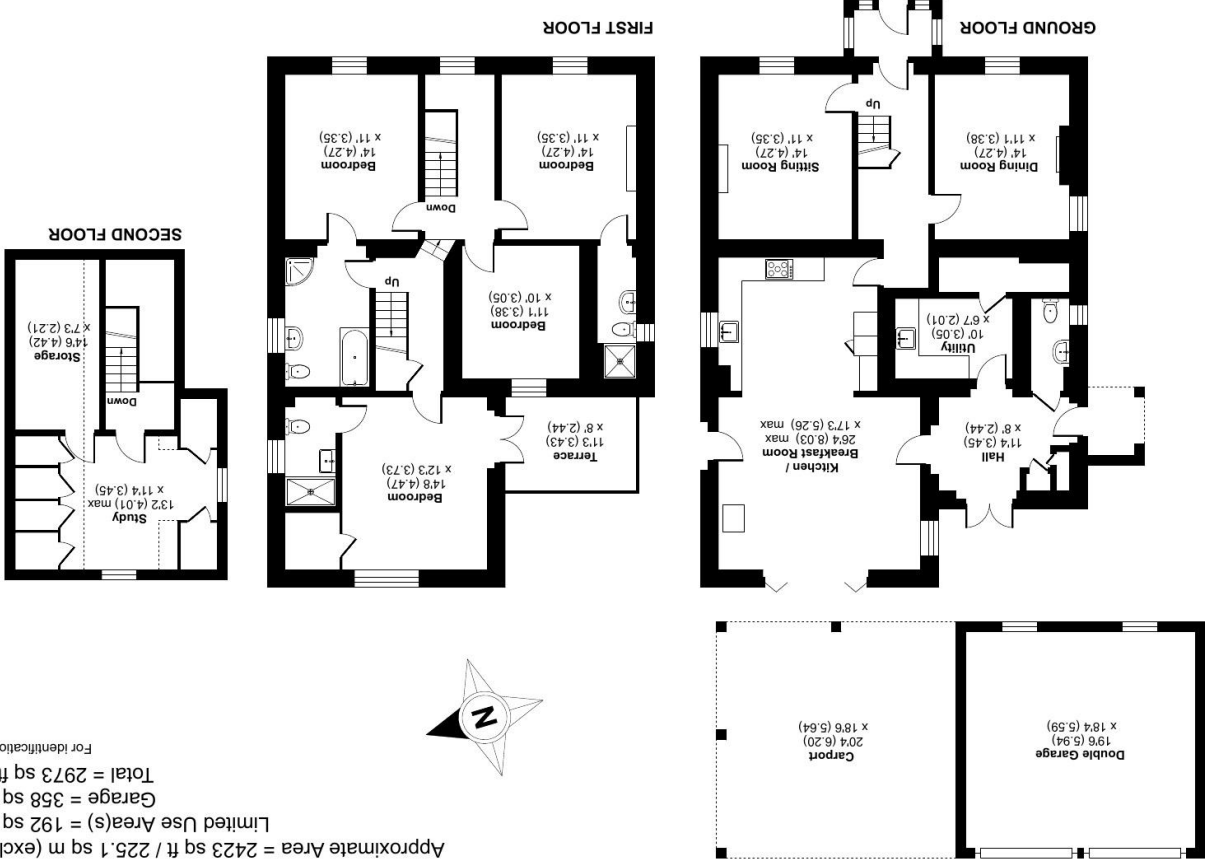 Approximate Area = 2423 sq ft / 225.1 sq m (excl
Limited Use Area(s) = 192 sq
Garage = 358 sq
Total = 2973 sq ft
For identificatio
Double Garage
19'6 (5.94)
x 18'4 (5.59)
Carport
20'4 (6.20)
x 18'6 (5.64)
N
Hall
11'4 (3.45)
x 8' (2.44)
Kitchen /
Breakfast Room
26'4 (8.03) max
x 17'3 (5.26) max
Utility
10' (3.05)
x 6'7 (2.01)
Dining Room
14' (4.27)
x 11'1 (3.38)
Sitting Room
14' (4.27)
x 11' (3.35)
Up
GROUND FLOOR
Terrace
11'3 (3.43)
x 8' (2.44)
Bedroom
14'8 (4.47)
x 12'3 (3.73)
Bedroom
11'1 (3.38)
x 10' (3.05)
Up
Down
Bedroom
14' (4.27)
x 11' (3.35)
Bedroom
14' (4.27)
x 11' (3.35)
FIRST FLOOR
Study
13'2 (4.01) max
x 11'4 (3.45)
Down
Storage
14'6 (4.42)
x 7'3 (2.21)
SECOND FLOOR